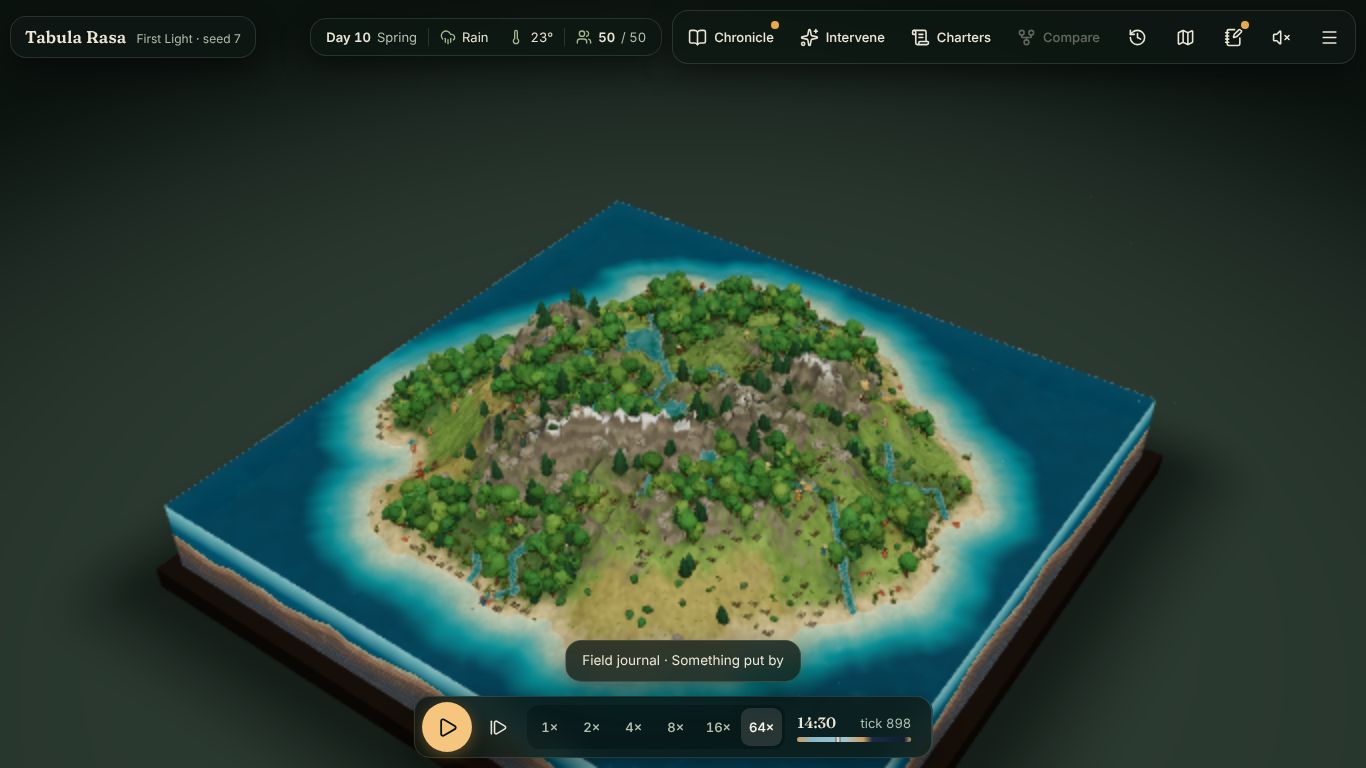 Tabula Rasa First Light · seed 7
Day 10 Spring Rain 23° 50 / 50
Chronicle Intervene Charters Compare
Field journal · Something put by
1× 2× 4× 8× 16× 64× 14:30 tick 898